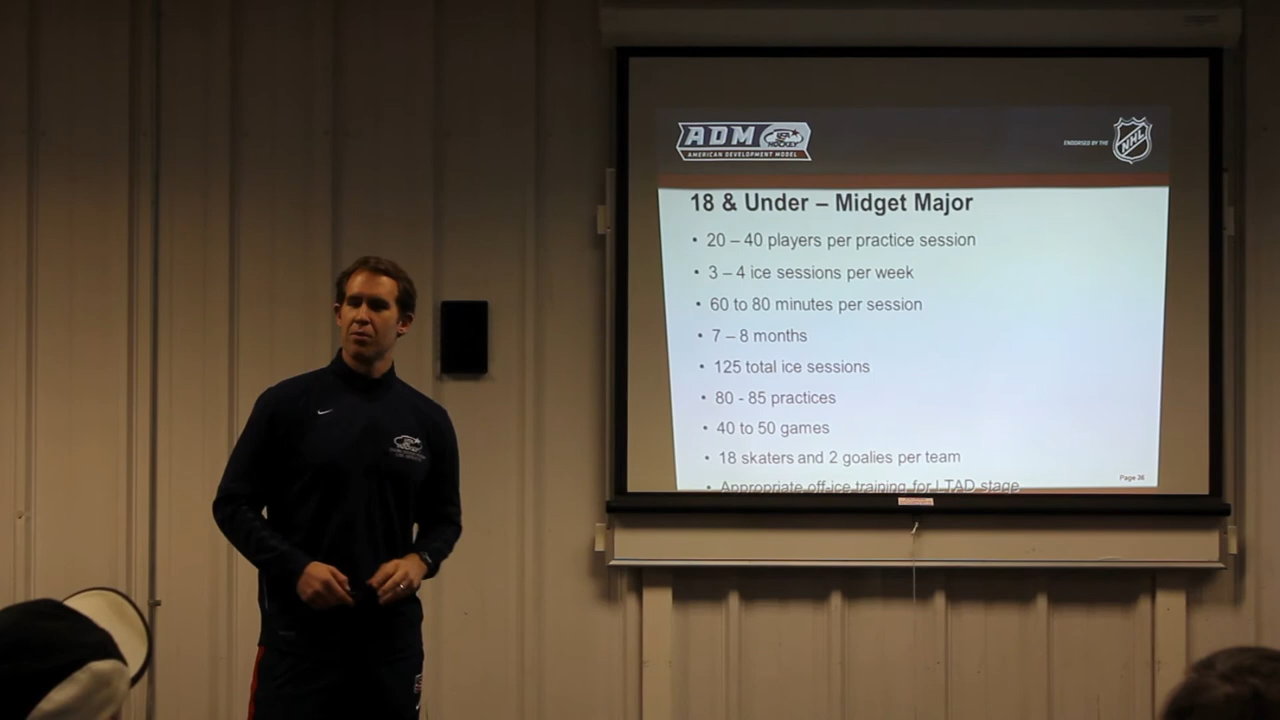 ADM USA HOCKEY
AMERICAN DEVELOPMENT MODEL
ENDORSED BY THE NHL
18 & Under – Midget Major
• 20 – 40 players per practice session
• 3 – 4 ice sessions per week
• 60 to 80 minutes per session
• 7 – 8 months
• 125 total ice sessions
• 80 - 85 practices
• 40 to 50 games
• 18 skaters and 2 goalies per team
• Appropriate off-ice training for LTAD stage
Page 36
USA HOCKEY